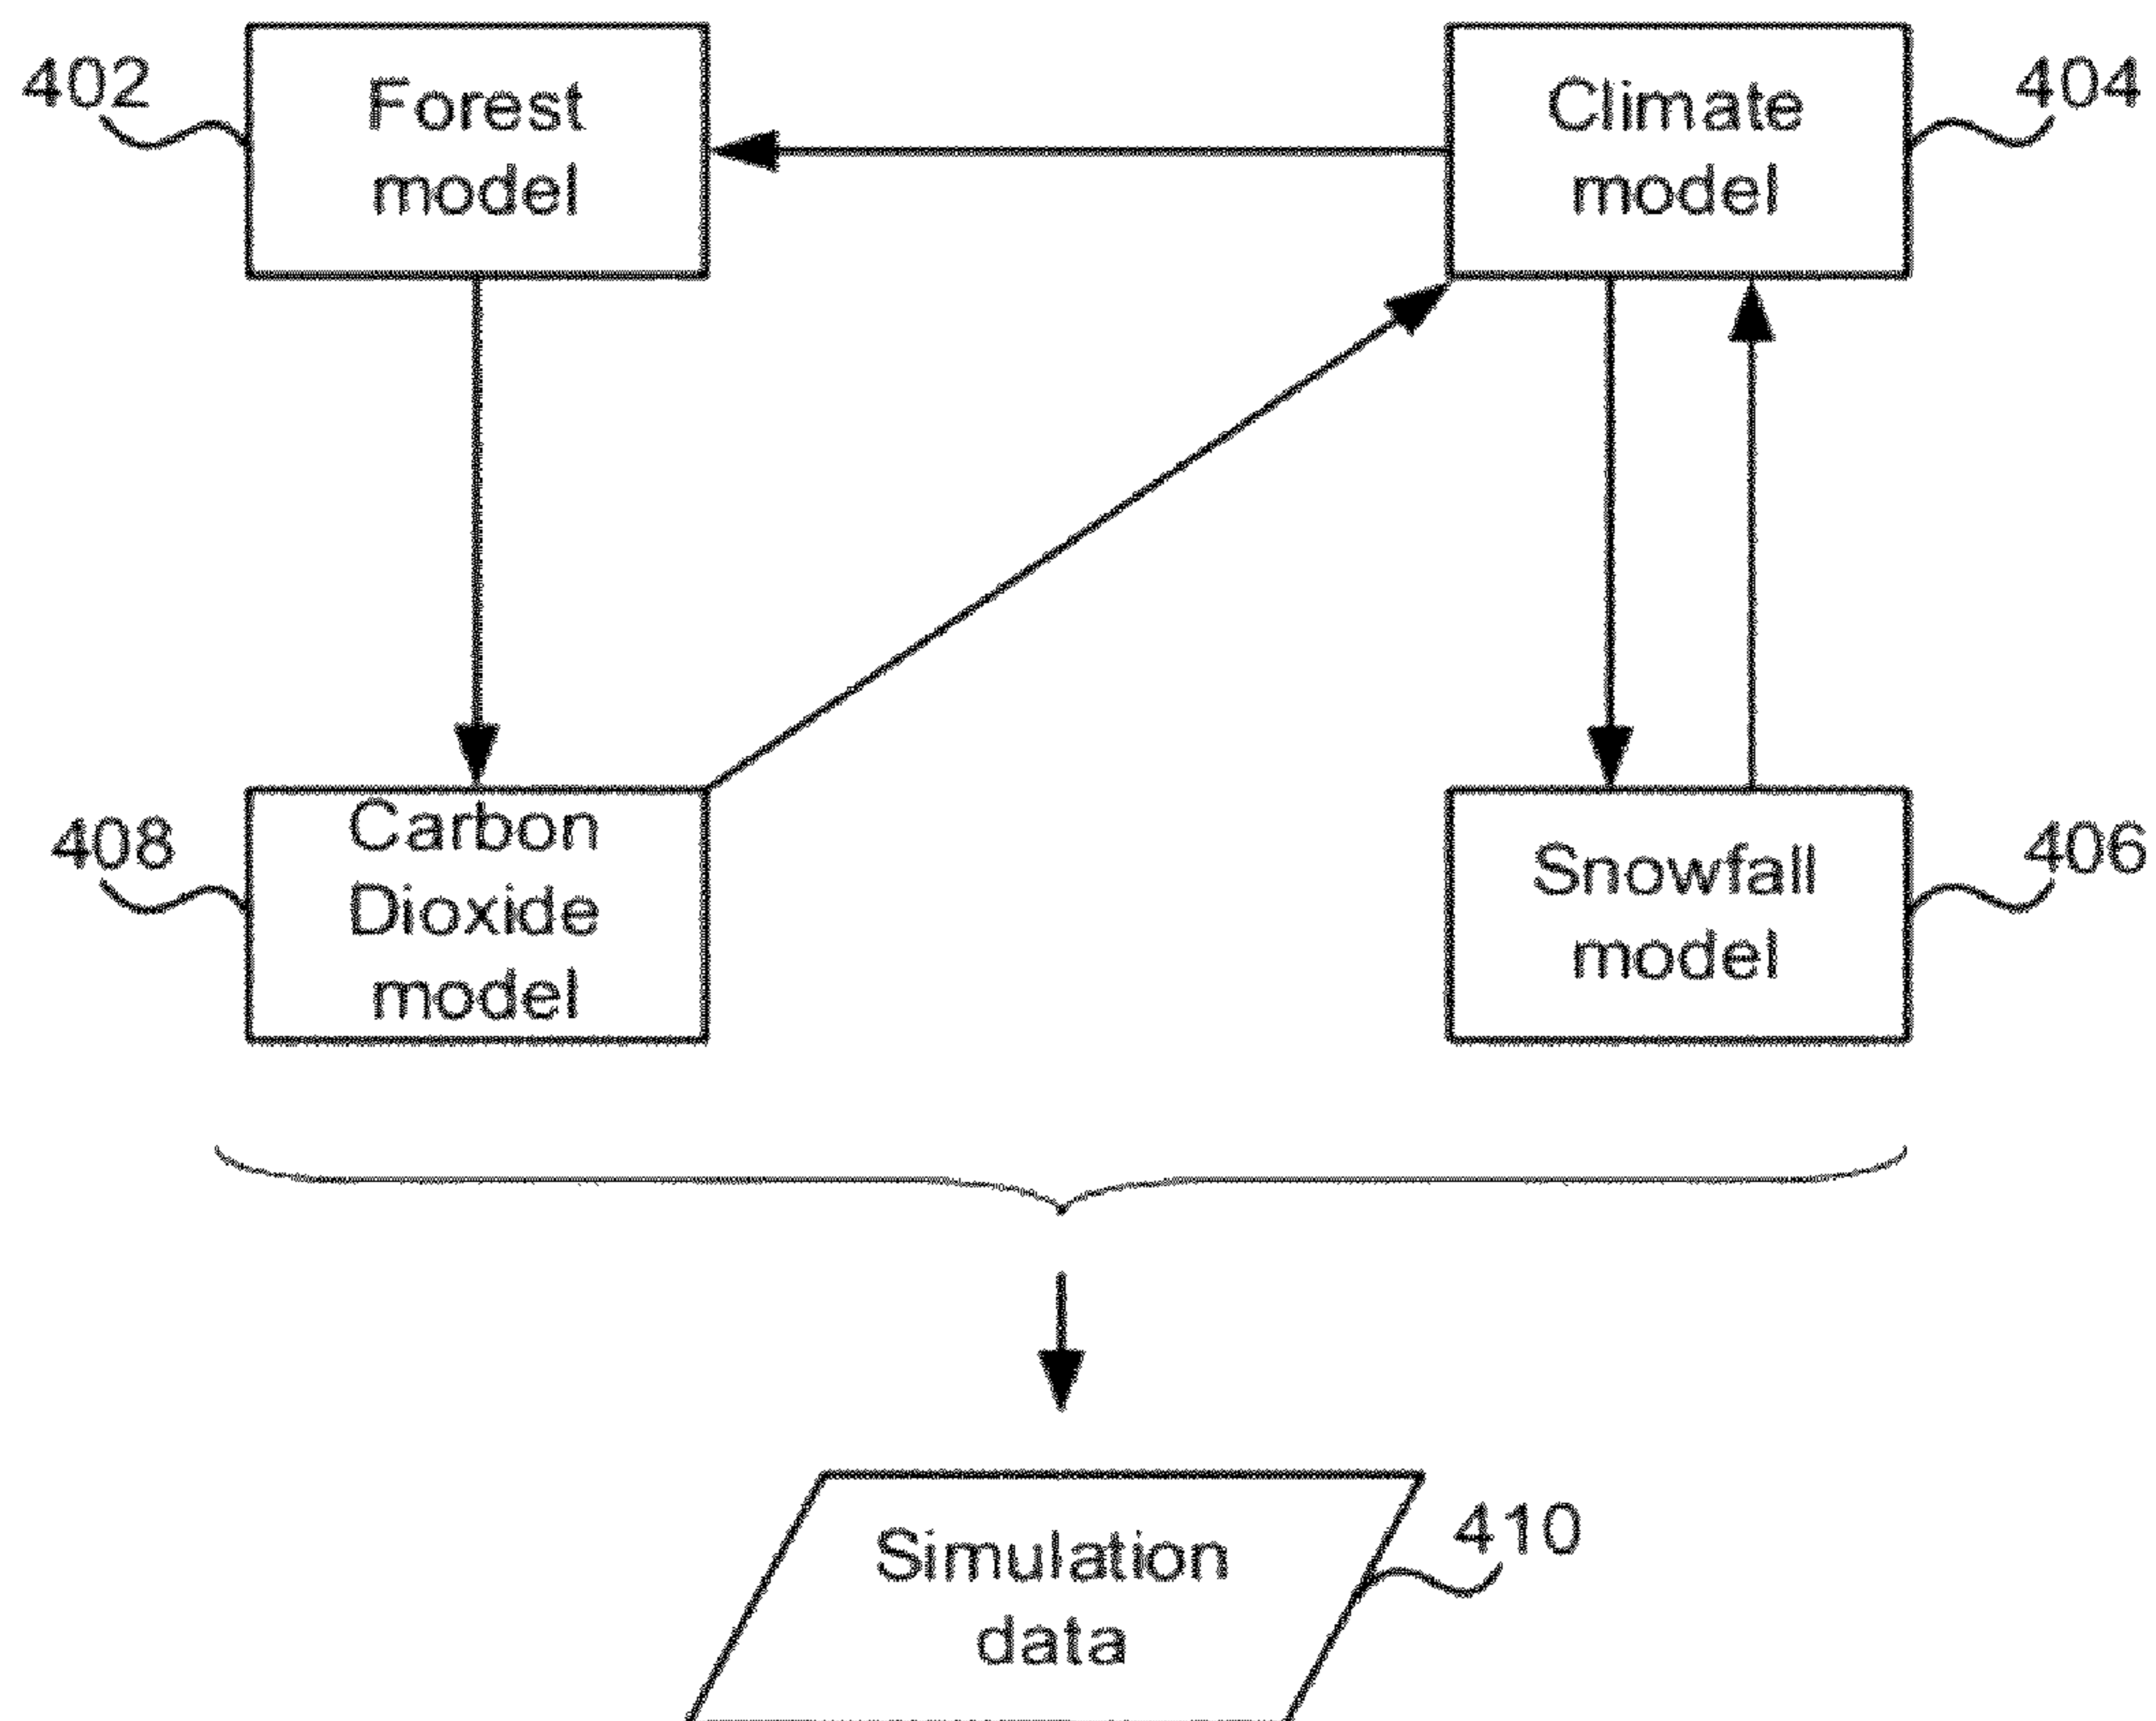 402
Forest
model
Climate
model
404
408
Carbon
Dioxide
model
Snowfall
model
406
Simulation
data
410